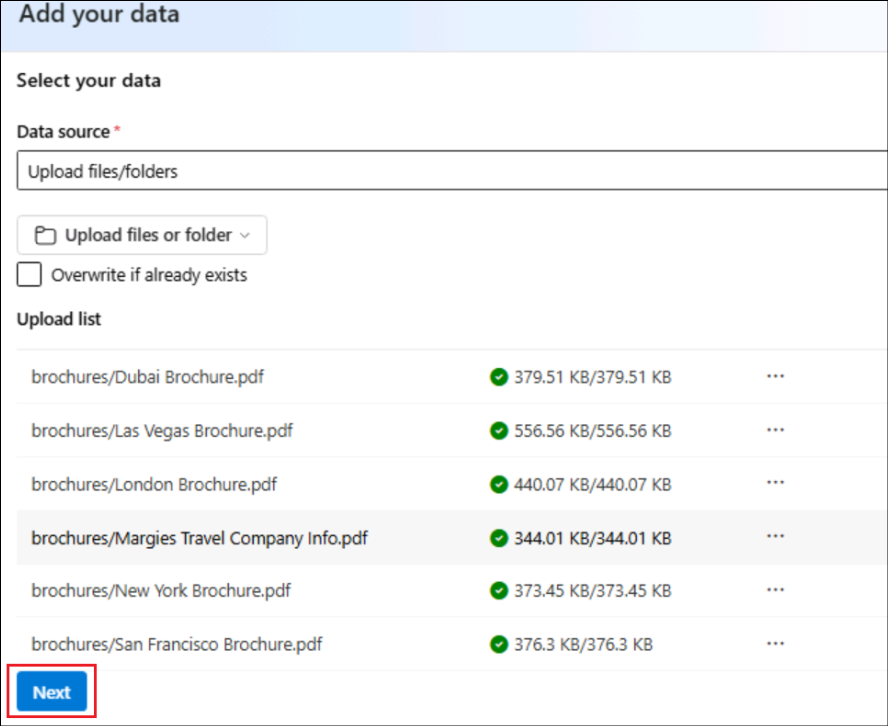 Add your data
Select your data
Data source *
Upload files/folders
Upload files or folder
Overwrite if already exists
Upload list
brochures/Dubai Brochure.pdf 379.51 KB/379.51 KB ...
brochures/Las Vegas Brochure.pdf 556.56 KB/556.56 KB ...
brochures/London Brochure.pdf 440.07 KB/440.07 KB ...
brochures/Margies Travel Company Info.pdf 344.01 KB/344.01 KB ...
brochures/New York Brochure.pdf 373.45 KB/373.45 KB ...
brochures/San Francisco Brochure.pdf 376.3 KB/376.3 KB ...
Next